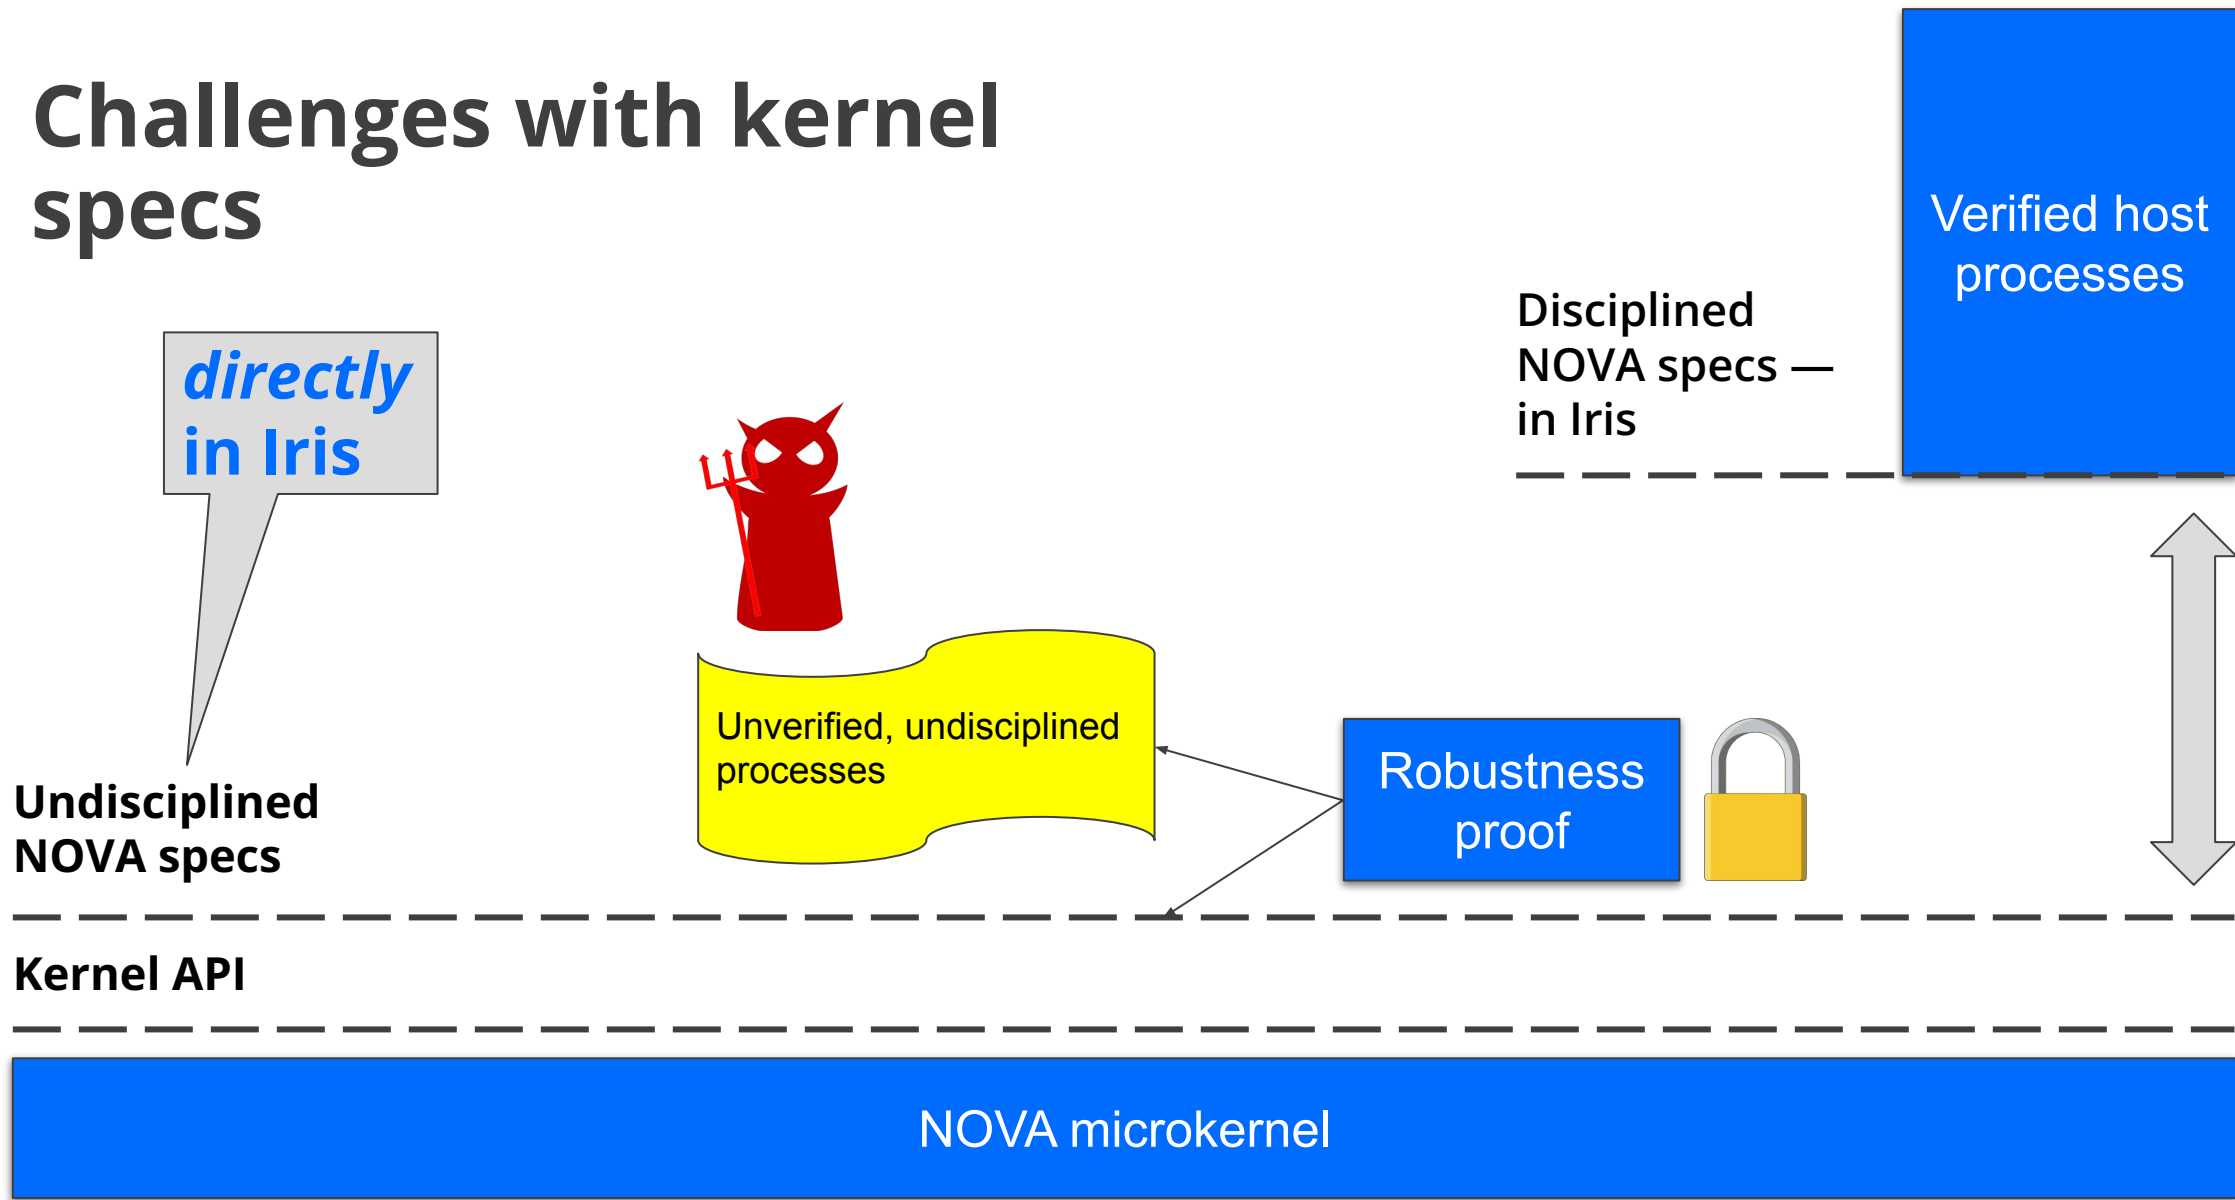 Challenges with kernel
specs
Verified host
processes
Disciplined
NOVA specs —
in Iris
directly
in Iris
Unverified, undisciplined
processes
Robustness
proof
Undisciplined
NOVA specs
Kernel API
NOVA microkernel